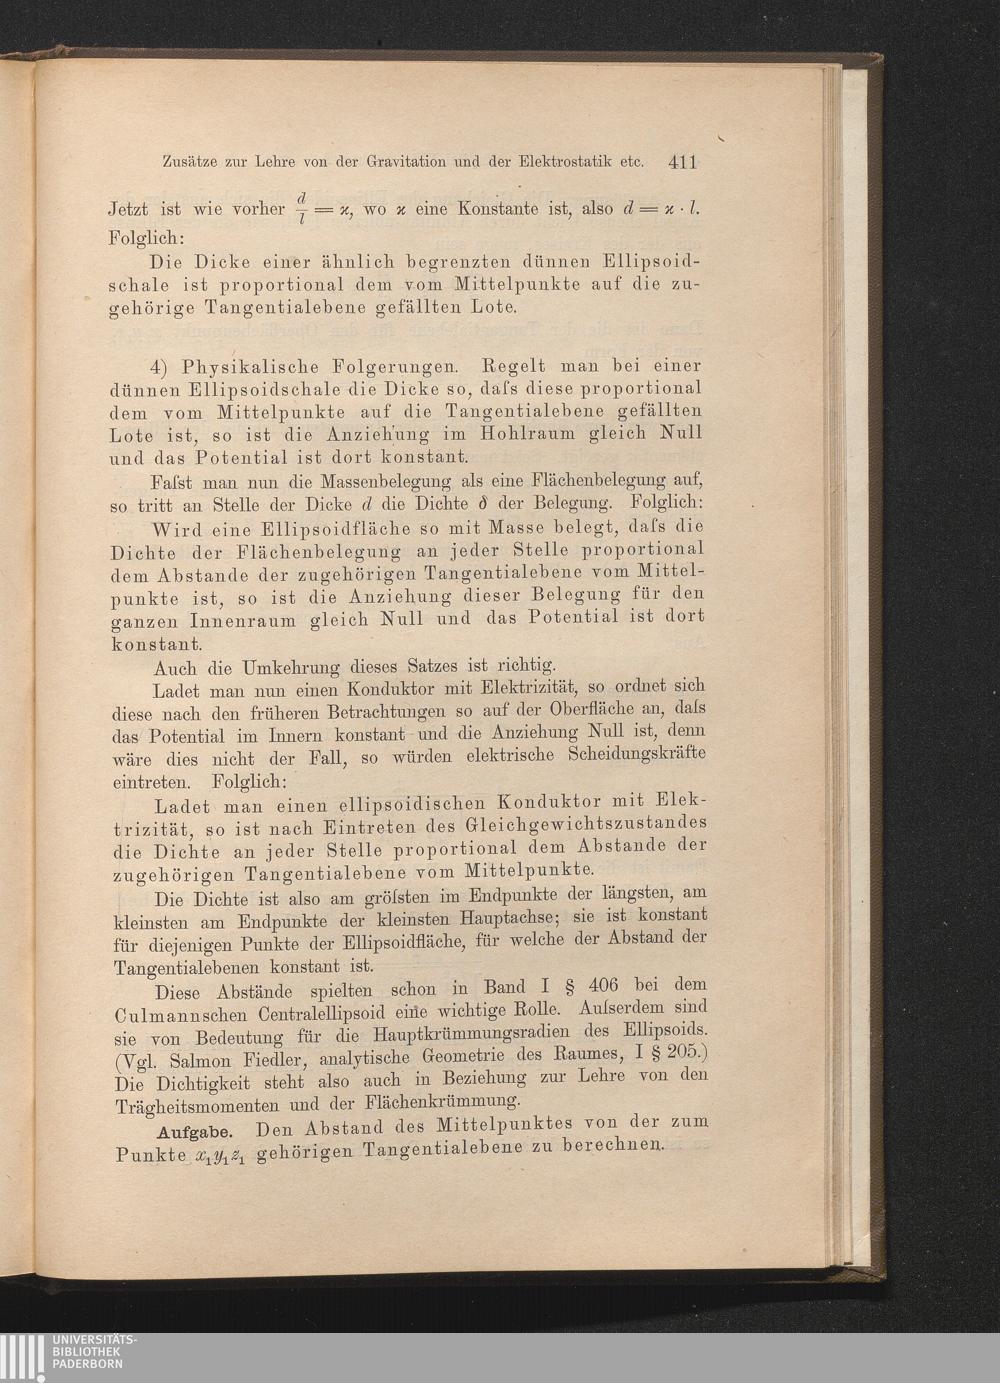 Zusätze zur Lehre von der Gravitation und der Elektrostatik etc. 411
Jetzt ist wie vorher d/l = ϰ, wo ϰ eine Konstante ist, also d = ϰ · l.
Folglich:
Die Dicke einer ähnlich begrenzten dünnen Ellipsoid-
schale ist proportional dem vom Mittelpunkte auf die zu-
gehörige Tangentialebene gefällten Lote.
4) Physikalische Folgerungen. Regelt man bei einer
dünnen Ellipsoidschale die Dicke so, daſs diese proportional
dem vom Mittelpunkte auf die Tangentialebene gefällten
Lote ist, so ist die Anziehung im Hohlraum gleich Null
und das Potential ist dort konstant.
Faſst man nun die Massenbelegung als eine Flächenbelegung auf,
so tritt an Stelle der Dicke d die Dichte δ der Belegung. Folglich:
Wird eine Ellipsoidfläche so mit Masse belegt, daſs die
Dichte der Flächenbelegung an jeder Stelle proportional
dem Abstande der zugehörigen Tangentialebene vom Mittel-
punkte ist, so ist die Anziehung dieser Belegung für den
ganzen Innenraum gleich Null und das Potential ist dort
konstant.
Auch die Umkehrung dieses Satzes ist richtig.
Ladet man nun einen Konduktor mit Elektrizität, so ordnet sich
diese nach den früheren Betrachtungen so auf der Oberfläche an, daſs
das Potential im Innern konstant und die Anziehung Null ist, denn
wäre dies nicht der Fall, so würden elektrische Scheidungskräfte
eintreten. Folglich:
Ladet man einen ellipsoidischen Konduktor mit Elek-
trizität, so ist nach Eintreten des Gleichgewichtszustandes
die Dichte an jeder Stelle proportional dem Abstande der
zugehörigen Tangentialebene vom Mittelpunkte.
Die Dichte ist also am gröſsten im Endpunkte der längsten, am
kleinsten am Endpunkte der kleinsten Hauptachse; sie ist konstant
für diejenigen Punkte der Ellipsoidfläche, für welche der Abstand der
Tangentialebenen konstant ist.
Diese Abstände spielten schon in Band I § 406 bei dem
Culmannschen Centralellipsoid eine wichtige Rolle. Auſserdem sind
sie von Bedeutung für die Hauptkrümmungsradien des Ellipsoids.
(Vgl. Salmon Fiedler, analytische Geometrie des Raumes, I § 205.)
Die Dichtigkeit steht also auch in Beziehung zur Lehre von den
Trägheitsmomenten und der Flächenkrümmung.
Aufgabe. Den Abstand des Mittelpunktes von der zum
Punkte x₁y₁z₁ gehörigen Tangentialebene zu berechnen.
UNIVERSITÄTS-
BIBLIOTHEK
PADERBORN